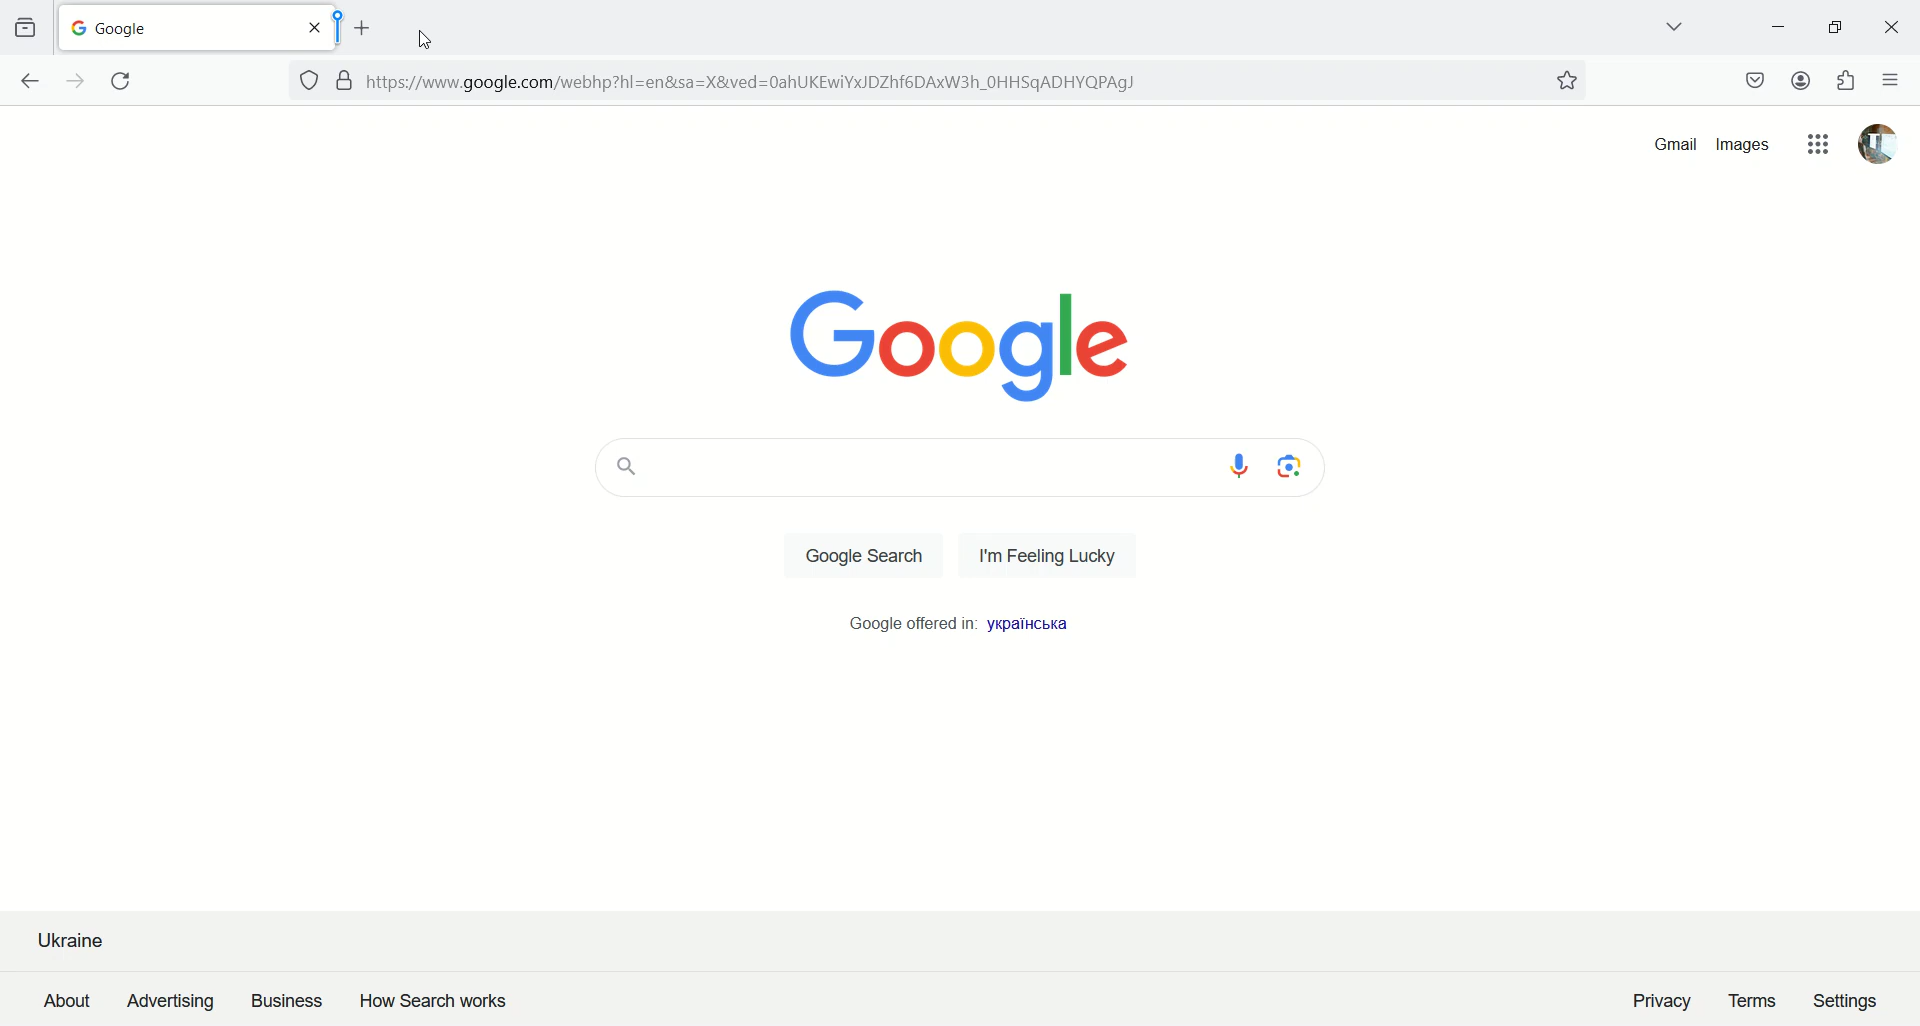 Google
https://www.google.com/webhp?hl=en&sa=X&ved=0ahUKEwiYxJDZhf6DAxW3h_0HHSqADHYQPAgJ
Gmail Images
Google
Google Search I'm Feeling Lucky
Google offered in: українська
Ukraine
About Advertising Business How Search works Privacy Terms Settings